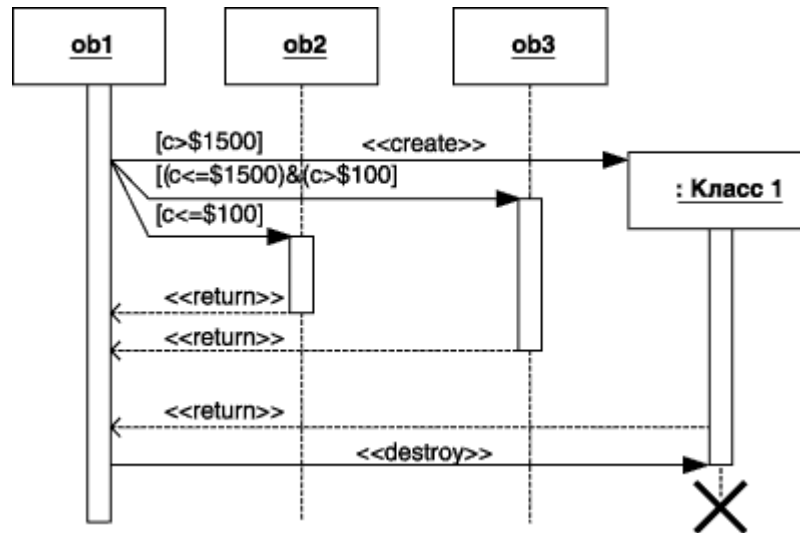 ob1
ob2
ob3
[c>$1500]
<<create>>
[(c<=$1500)&(c>$100]
: Класс 1
[c<=$100]
<<return>>
<<return>>
<<return>>
<<destroy>>